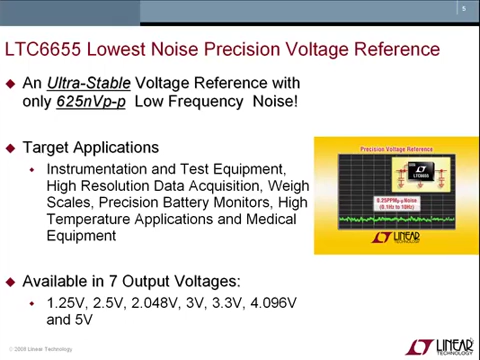 5
LTC6655 Lowest Noise Precision Voltage Reference
An Ultra-Stable Voltage Reference with
only 625nVp-p Low Frequency Noise!
Target Applications
Instrumentation and Test Equipment,
High Resolution Data Acquisition, Weigh
Scales, Precision Battery Monitors, High
Temperature Applications and Medical
Equipment
Precision Voltage Reference
LTC6655
0.25PPMP-P Noise
(0.1Hz to 10Hz)
LINEAR
TECHNOLOGY
Available in 7 Output Voltages:
1.25V, 2.5V, 2.048V, 3V, 3.3V, 4.096V
and 5V
© 2009 Linear Technology
LINEAR
TECHNOLOGY